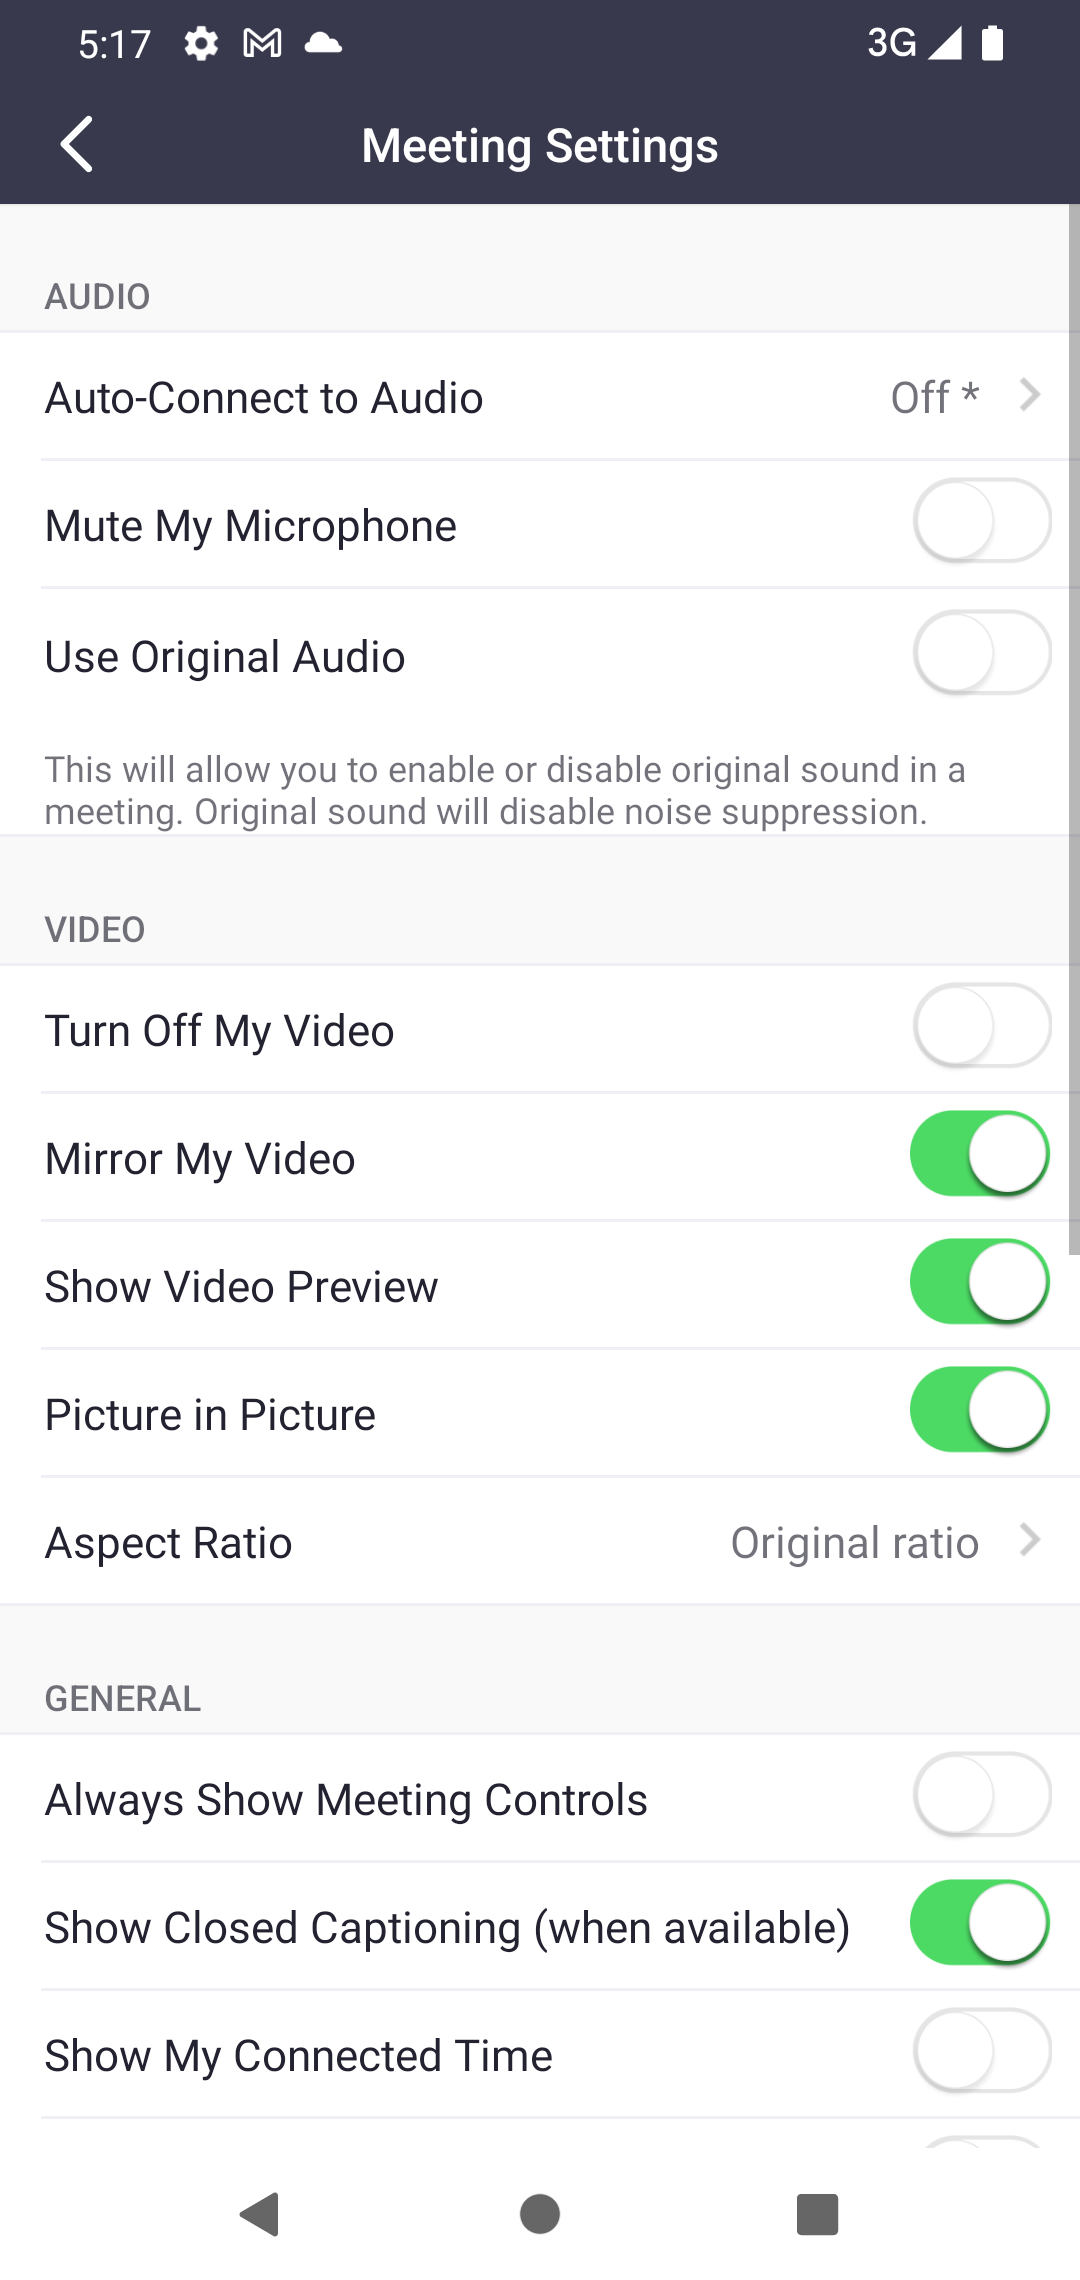 5:17
3G
Meeting Settings
AUDIO
Auto-Connect to Audio
Off *
Mute My Microphone
Use Original Audio
This will allow you to enable or disable original sound in a
meeting. Original sound will disable noise suppression.
VIDEO
Turn Off My Video
Mirror My Video
Show Video Preview
Picture in Picture
Aspect Ratio
Original ratio
GENERAL
Always Show Meeting Controls
Show Closed Captioning (when available)
Show My Connected Time